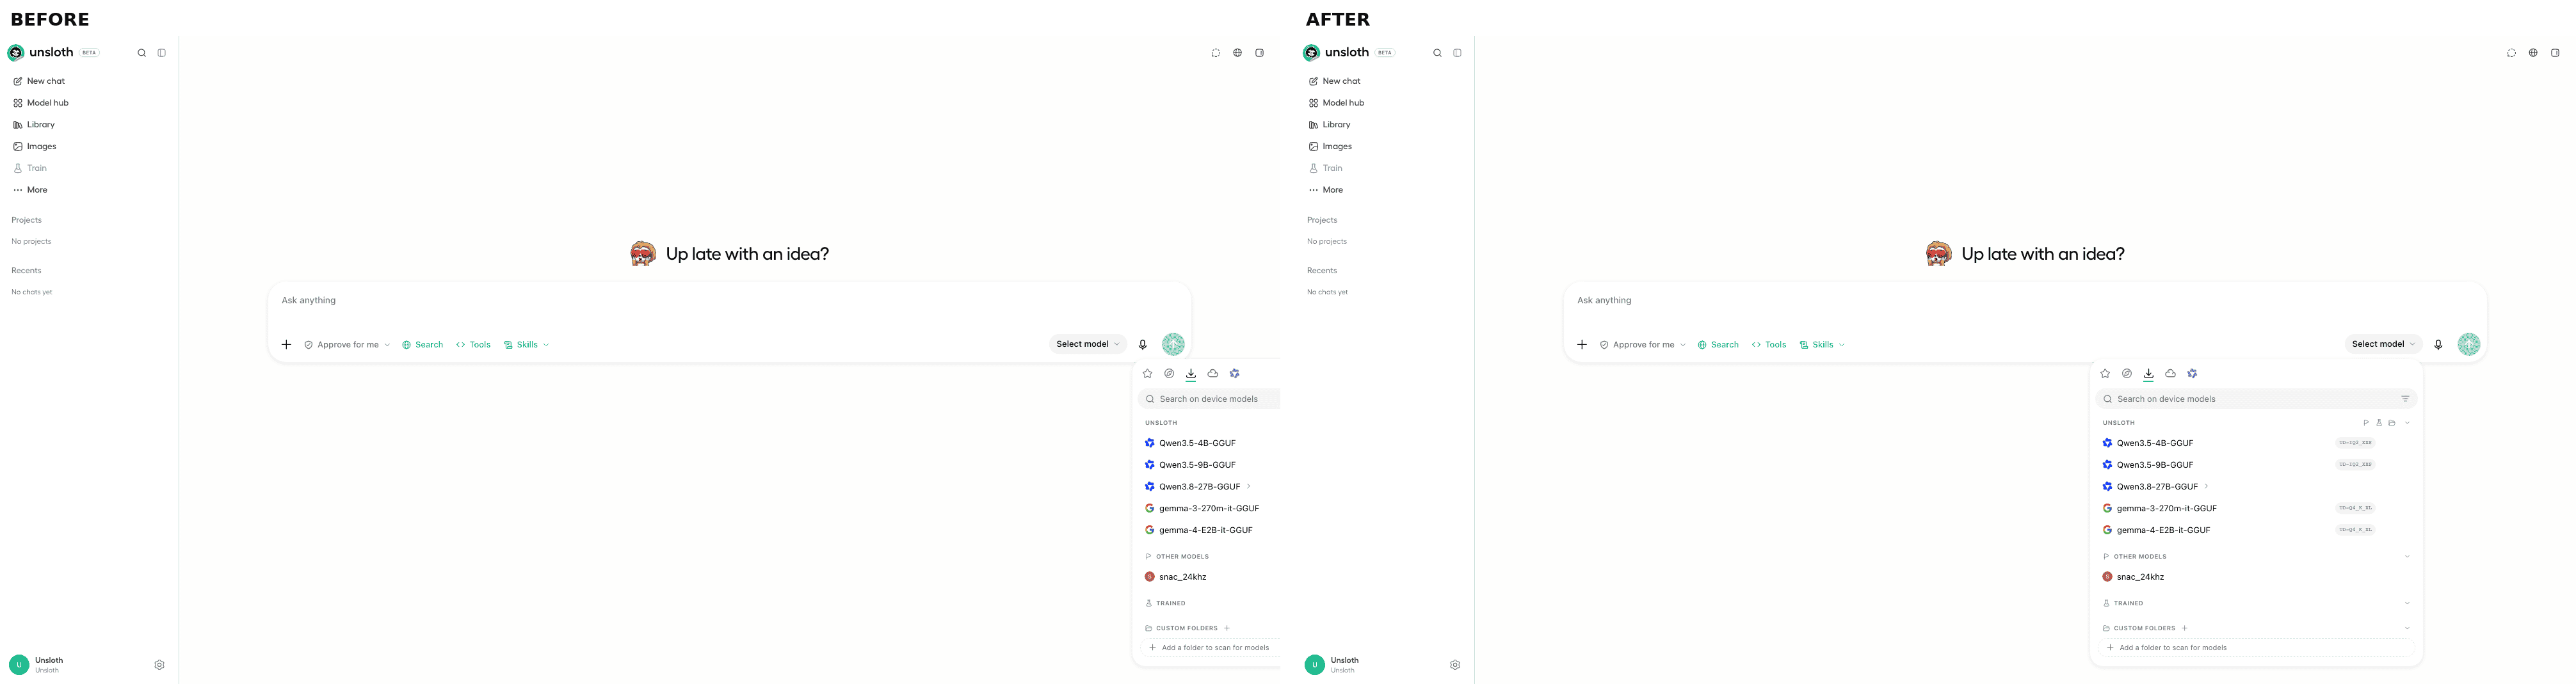 BEFORE
unsloth BETA
New chat
Model hub
Library
Images
Train
More
Projects
No projects
Recents
No chats yet
Up late with an idea?
Ask anything
Approve for me Search Tools Skills Select model
Search on device models
UNSLOTH
Qwen3.5-4B-GGUF
Qwen3.5-9B-GGUF
Qwen3.8-27B-GGUF
gemma-3-270m-it-GGUF
gemma-4-E2B-it-GGUF
OTHER MODELS
S snac_24khz
TRAINED
CUSTOM FOLDERS
Add a folder to scan for models
U Unsloth
Unsloth
AFTER
unsloth BETA
New chat
Model hub
Library
Images
Train
More
Projects
No projects
Recents
No chats yet
Up late with an idea?
Ask anything
Approve for me Search Tools Skills Select model
Search on device models
UNSLOTH
Qwen3.5-4B-GGUF
Qwen3.5-9B-GGUF
Qwen3.8-27B-GGUF
gemma-3-270m-it-GGUF
gemma-4-E2B-it-GGUF
OTHER MODELS
S snac_24khz
TRAINED
CUSTOM FOLDERS
Add a folder to scan for models
U Unsloth
Unsloth